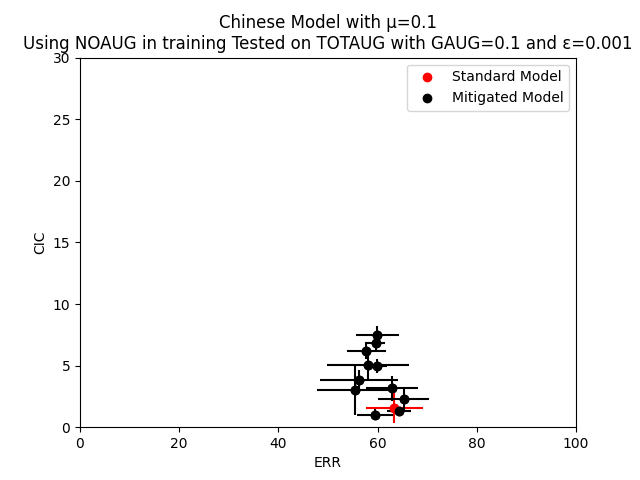 Chinese Model with μ=0.1
Using NOAUG in training Tested on TOTAUG with GAUG=0.1 and ε=0.001
Standard Model
Mitigated Model
30
25
20
15
10
5
0
CIC
0 20 40 60 80 100
ERR